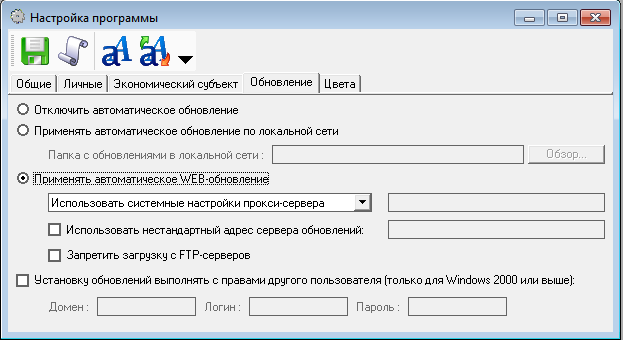 Настройка программы
аА аА
Общие Личные Экономический субъект Обновление Цвета
Отключить автоматическое обновление
Применять автоматическое обновление по локальной сети
Папка с обновлениями в локальной сети : Обзор...
Применять автоматическое WEB-обновление
Использовать системные настройки прокси-сервера
Использовать нестандартный адрес сервера обновлений:
Запретить загрузку с FTP-серверов
Установку обновлений выполнять с правами другого пользователя (только для Windows 2000 или выше):
Домен : Логин : Пароль :